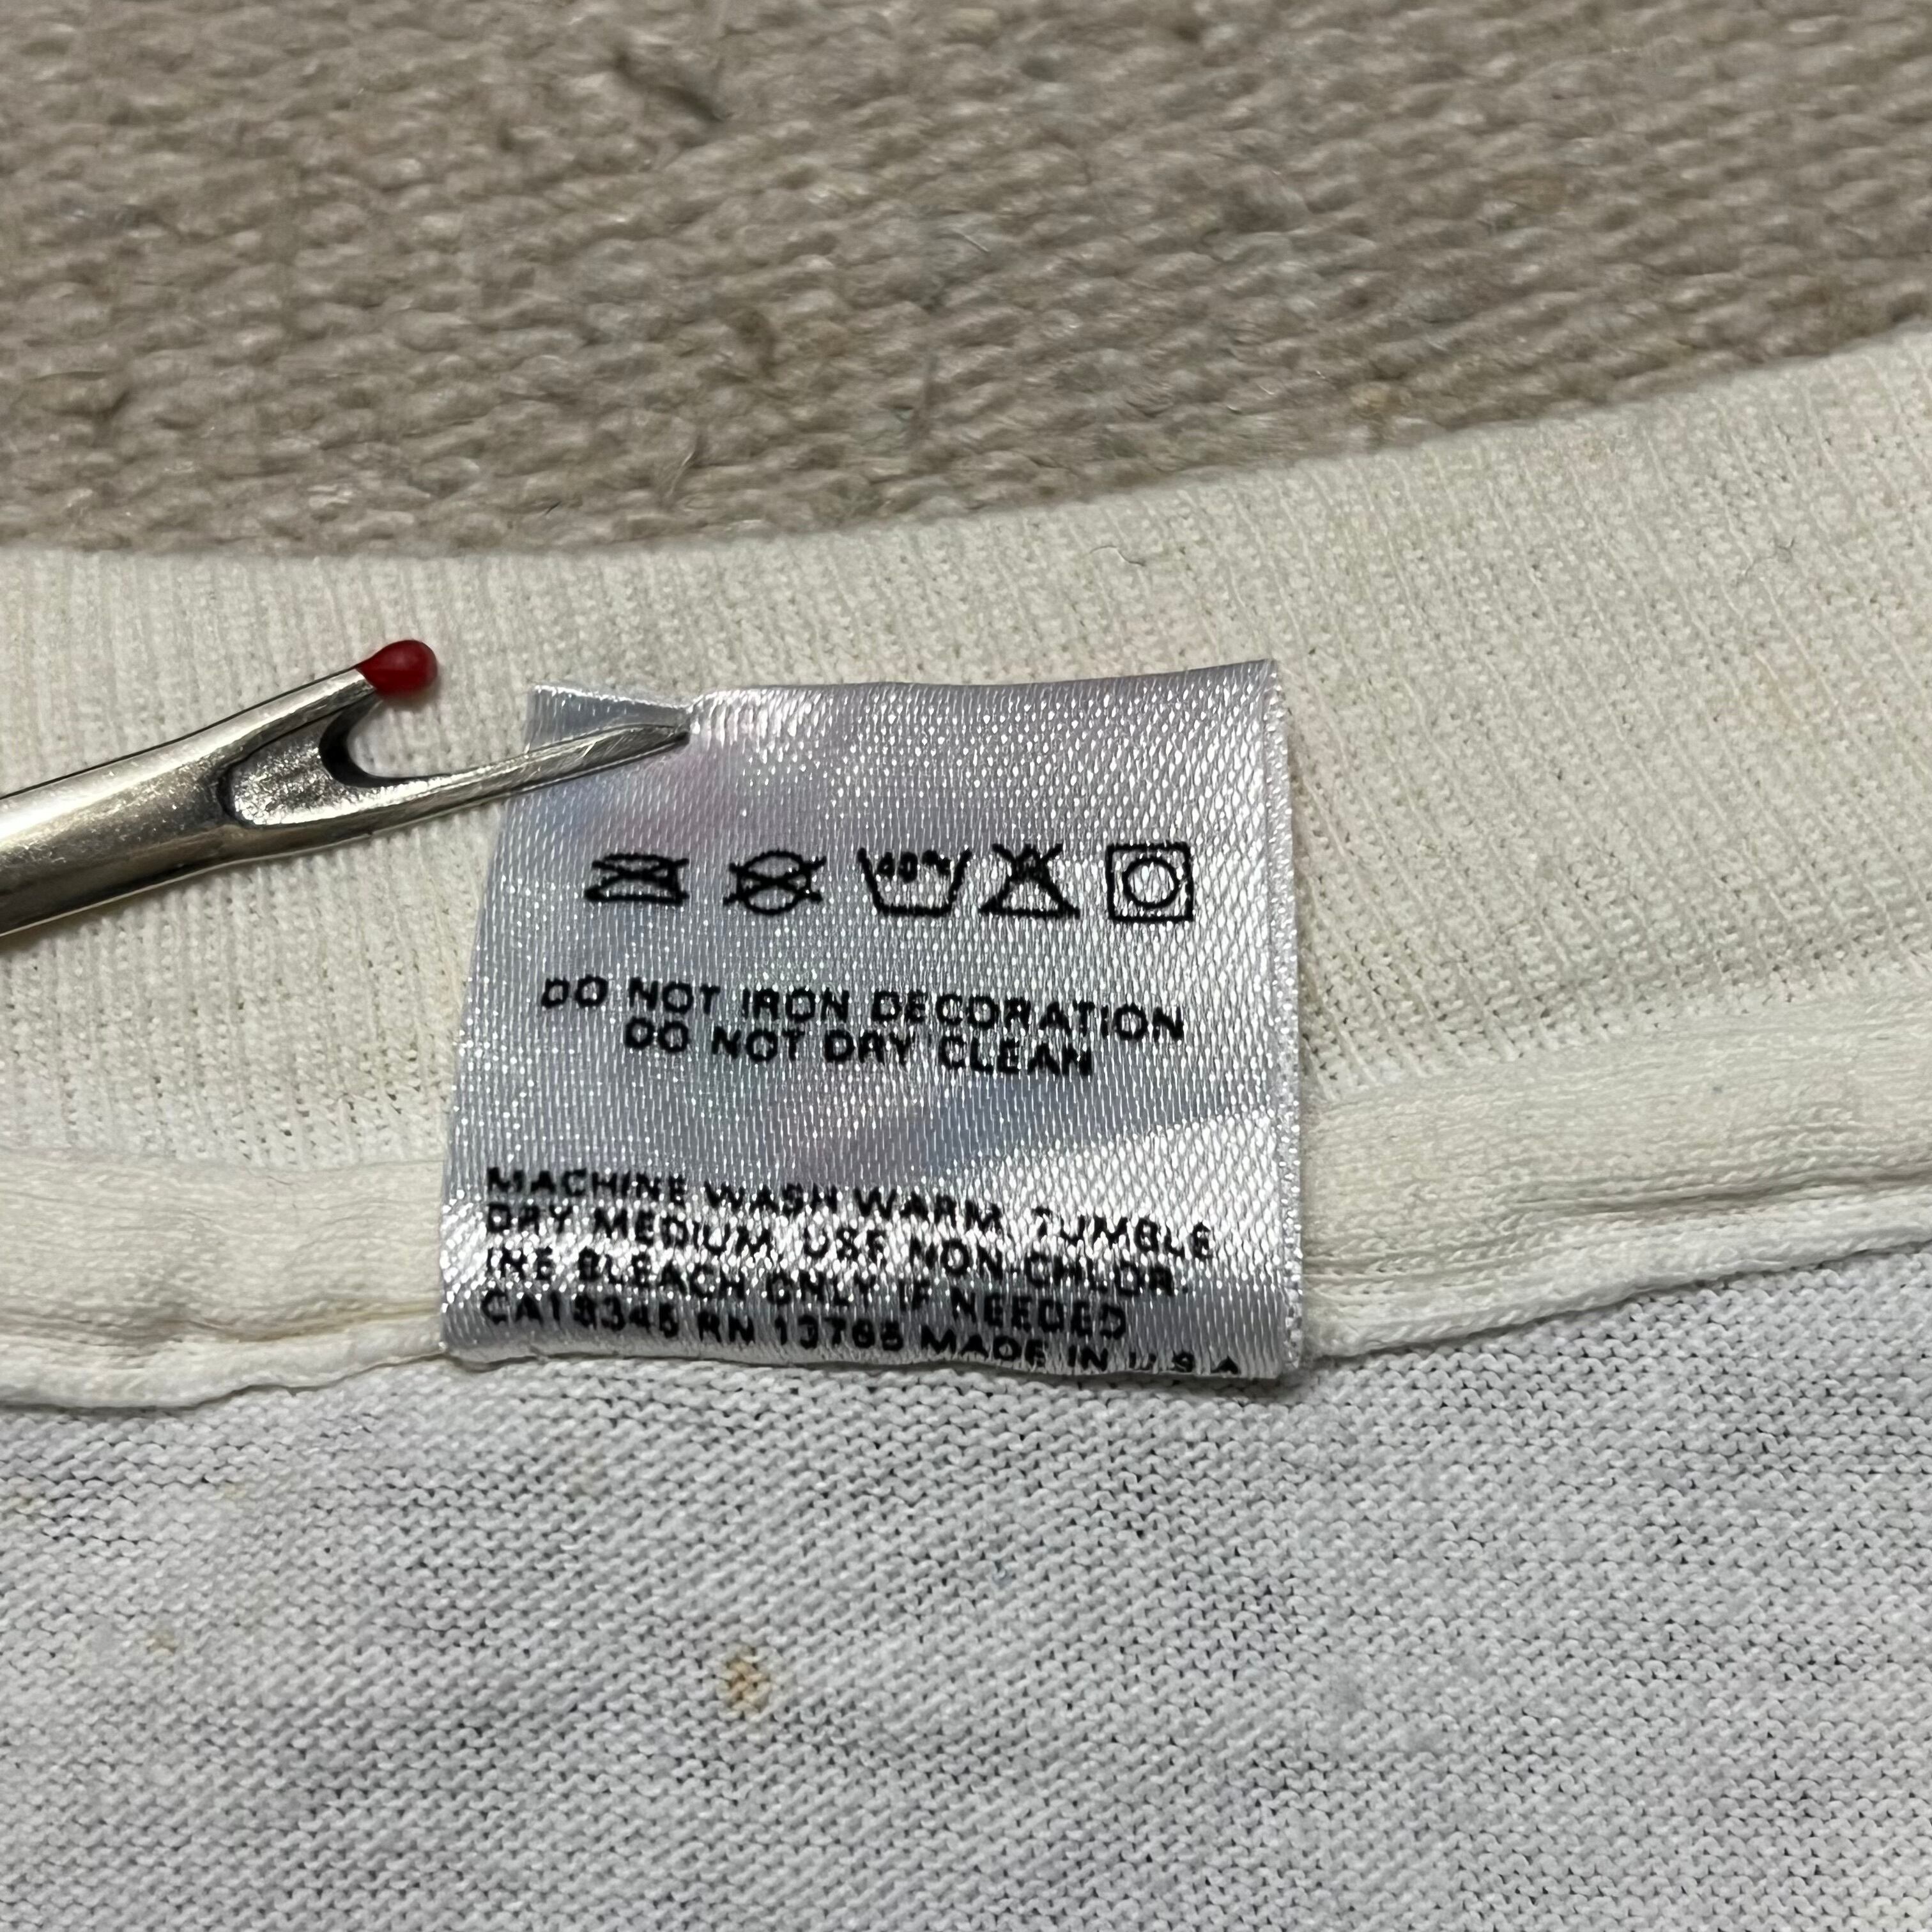 40°
DO NOT IRON DECORATION
DO NOT DRY CLEAN
MACHINE WASH WARM, TUMBLE
DRY MEDIUM, USE NON-CHLOR-
INE BLEACH ONLY IF NEEDED
CA18345 RN 13765 MADE IN U.S.A